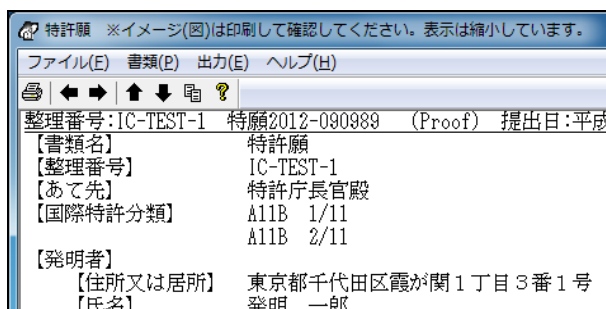 特許願 ※イメージ(図)は印刷して確認してください。表示は縮小しています。
ファイル(F) 書類(P) 出力(E) ヘルプ(H)
整理番号:IC-TEST-1 特願2012-090989 (Proof) 提出日:平成
【書類名】 特許願
【整理番号】 IC-TEST-1
【あて先】 特許庁長官殿
【国際特許分類】 A11B 1/11
A11B 2/11
【発明者】
【住所又は居所】 東京都千代田区霞が関1丁目3番1号
【氏名】 発明 一郎